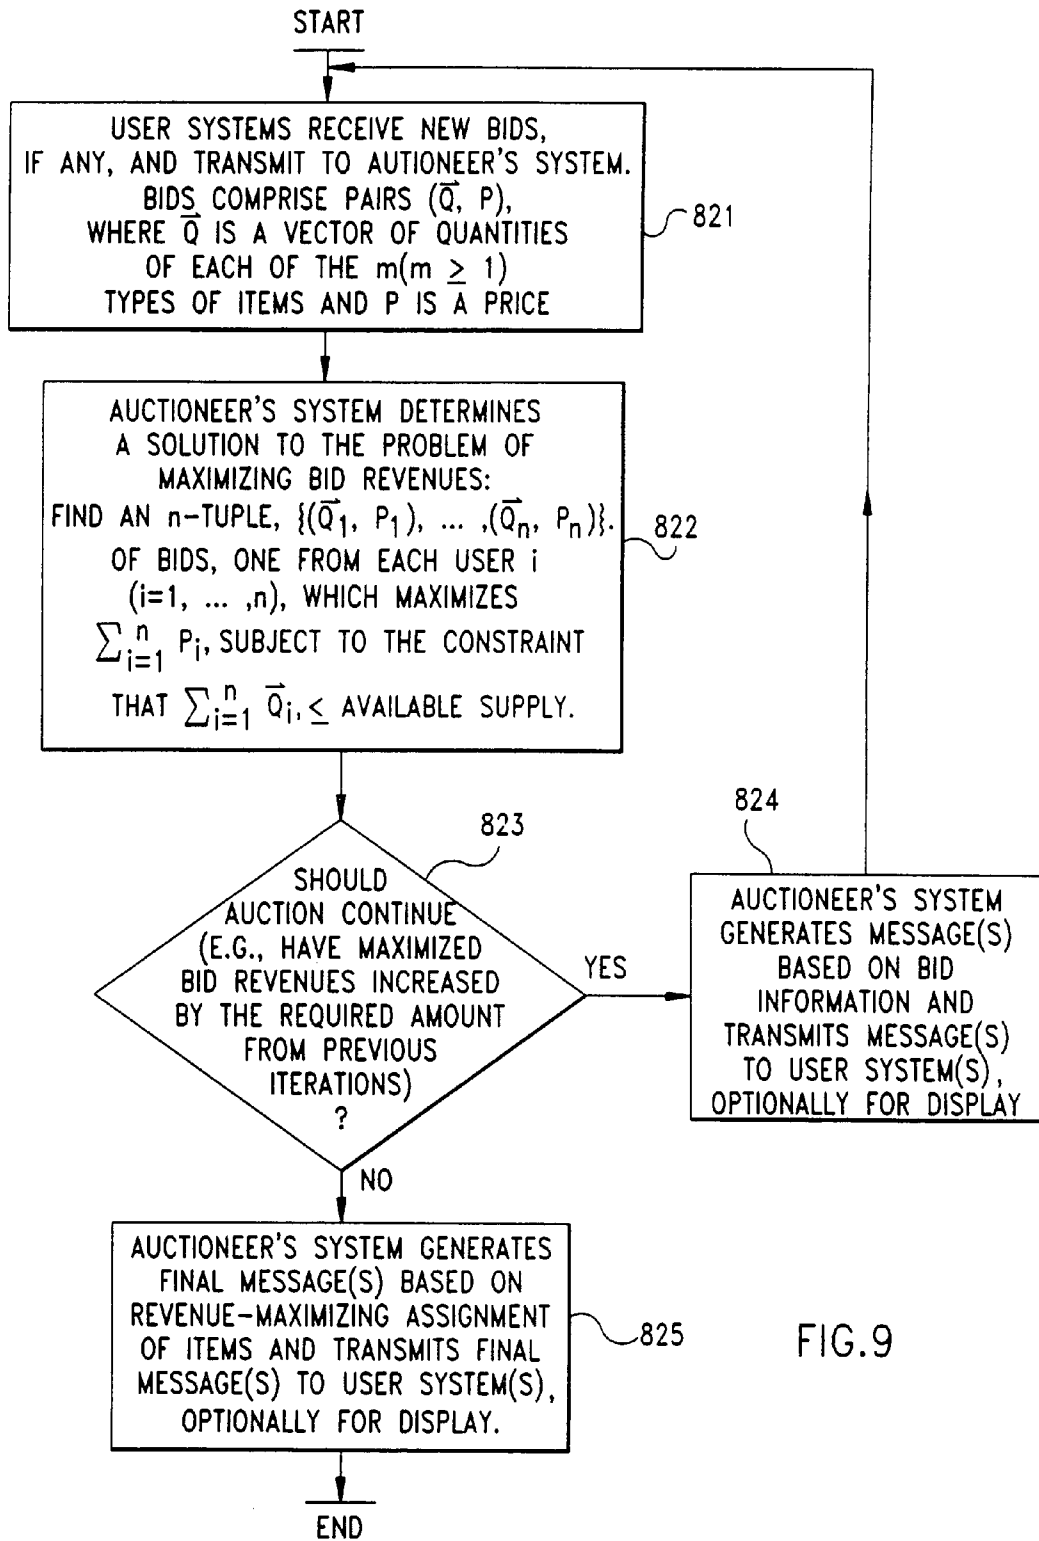 START
USER SYSTEMS RECEIVE NEW BIDS,
IF ANY, AND TRANSMIT TO AUTIONEER'S SYSTEM.
BIDS COMPRISE PAIRS (Q⃗, P),
WHERE Q⃗ IS A VECTOR OF QUANTITIES
OF EACH OF THE m(m ≥ 1)
TYPES OF ITEMS AND P IS A PRICE
821
AUCTIONEER'S SYSTEM DETERMINES
A SOLUTION TO THE PROBLEM OF
MAXIMIZING BID REVENUES:
FIND AN n-TUPLE, {(Q⃗₁, P₁), ... ,(Q⃗ₙ, Pₙ)}.
OF BIDS, ONE FROM EACH USER i
(i=1, ... ,n), WHICH MAXIMIZES
∑ⁿᵢ₌₁ Pᵢ, SUBJECT TO THE CONSTRAINT
THAT ∑ⁿᵢ₌₁ Q⃗ᵢ, ≤ AVAILABLE SUPPLY.
822
SHOULD
AUCTION CONTINUE
(E.G., HAVE MAXIMIZED
BID REVENUES INCREASED
BY THE REQUIRED AMOUNT
FROM PREVIOUS
ITERATIONS)
?
823
YES
824
AUCTIONEER'S SYSTEM
GENERATES MESSAGE(S)
BASED ON BID
INFORMATION AND
TRANSMITS MESSAGE(S)
TO USER SYSTEM(S),
OPTIONALLY FOR DISPLAY
NO
AUCTIONEER'S SYSTEM GENERATES
FINAL MESSAGE(S) BASED ON
REVENUE-MAXIMIZING ASSIGNMENT
OF ITEMS AND TRANSMITS FINAL
MESSAGE(S) TO USER SYSTEM(S),
OPTIONALLY FOR DISPLAY.
825
FIG.9
END